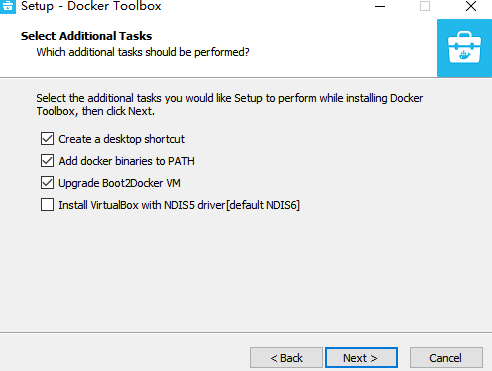 Setup - Docker Toolbox
Select Additional Tasks
Which additional tasks should be performed?
Select the additional tasks you would like Setup to perform while installing Docker
Toolbox, then click Next.
Create a desktop shortcut
Add docker binaries to PATH
Upgrade Boot2Docker VM
Install VirtualBox with NDIS5 driver[default NDIS6]
< Back
Next >
Cancel